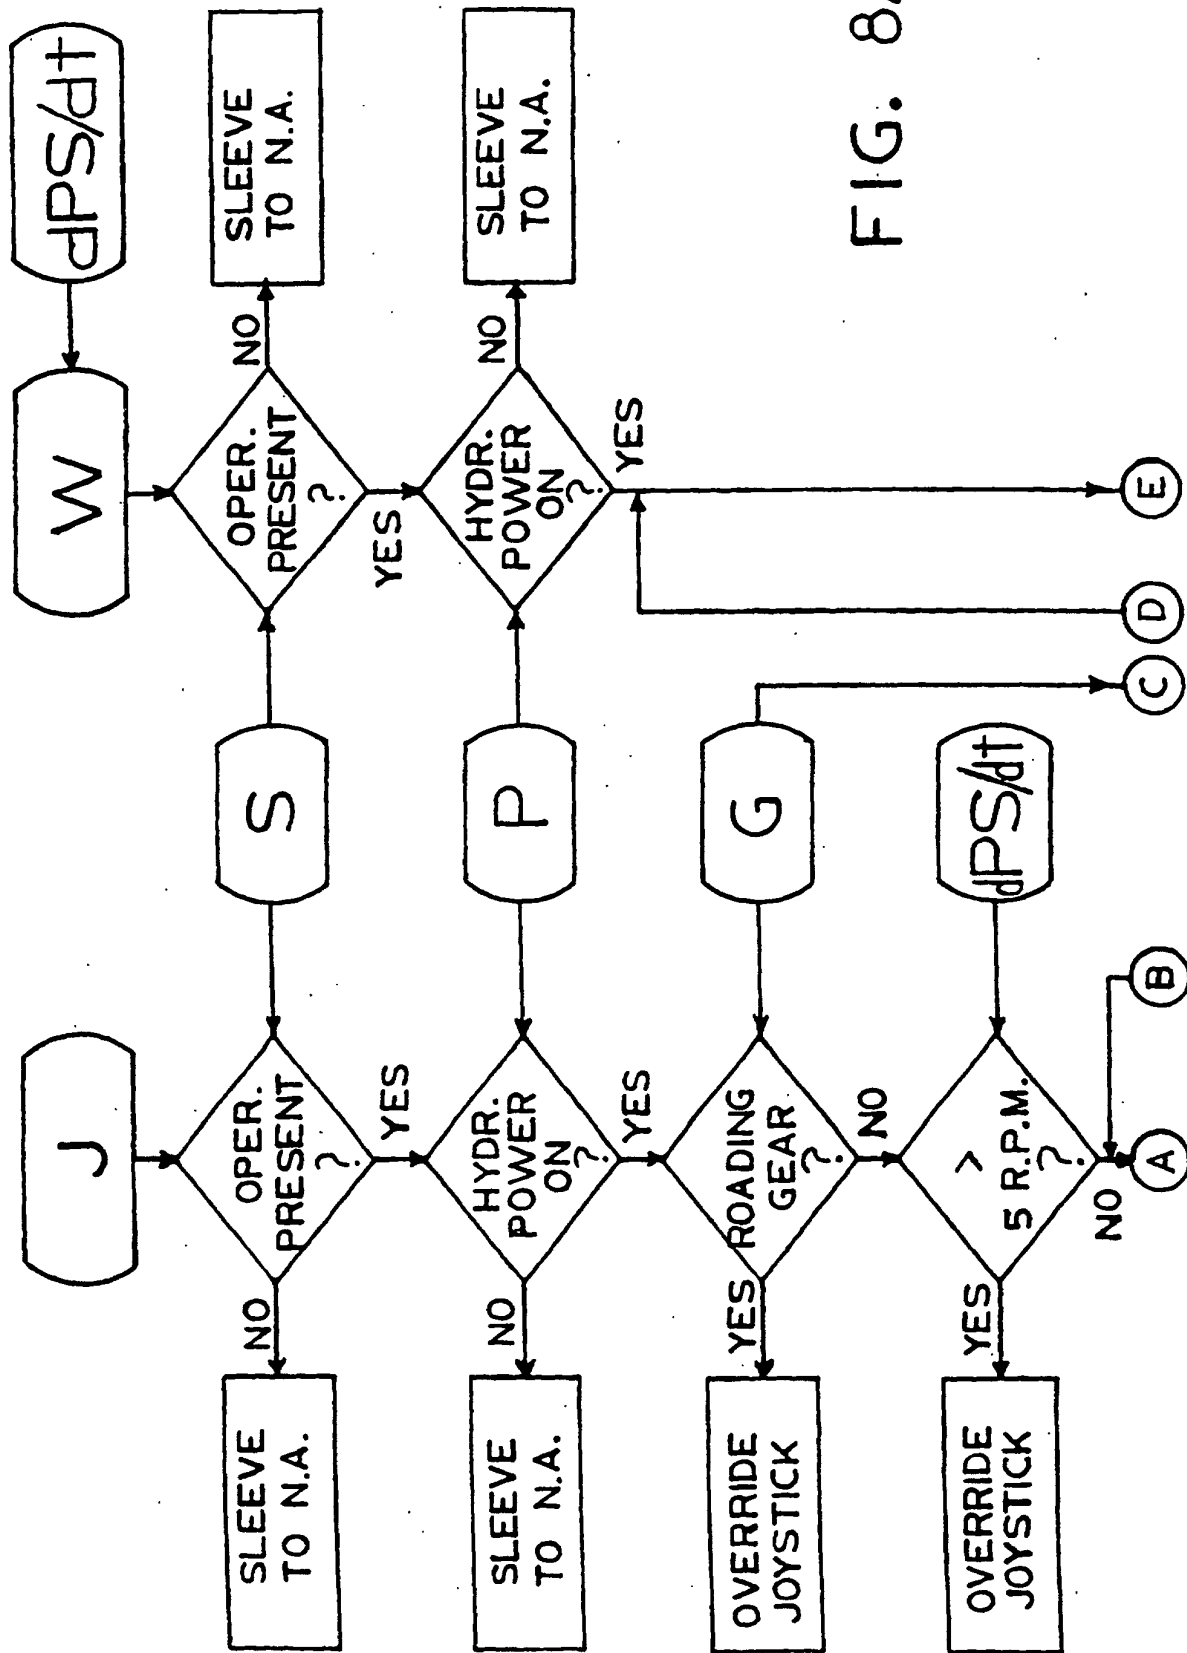 J
W
dPS/dt
SLEEVE
TO N.A.
NO
OPER.
PRESENT
?
S
OPER.
PRESENT
?
NO
SLEEVE
TO N.A.
YES
YES
SLEEVE
TO N.A.
NO
HYDR.
POWER
ON ?
P
HYDR.
POWER
ON ?
NO
SLEEVE
TO N.A.
YES
YES
OVERRIDE
JOYSTICK
YES
ROADING
GEAR
?
G
NO
OVERRIDE
JOYSTICK
YES
>
5 R.P.M.
?
dPS/dt
NO
A
B
C
D
E
FIG. 8